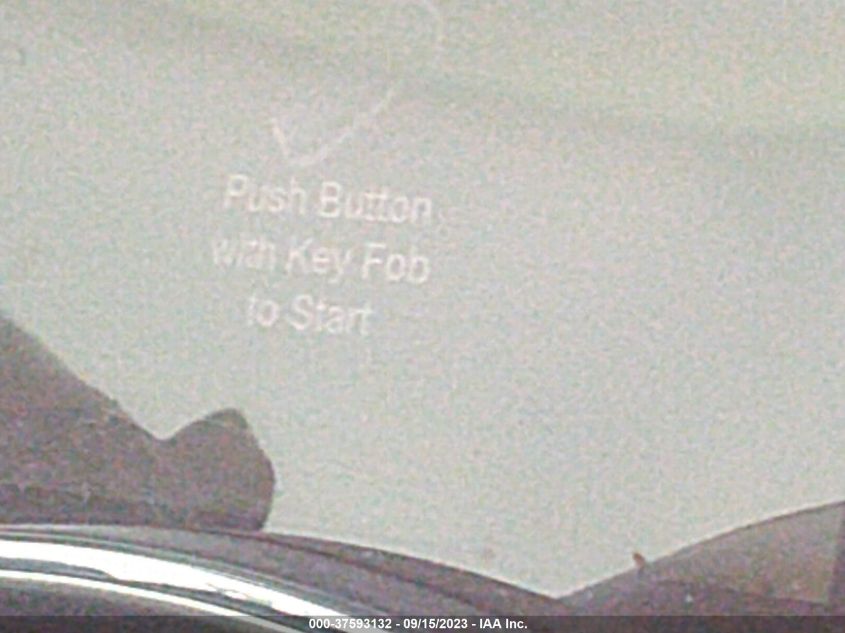 Push Button
with Key Fob
to Start
000-37593132 - 09/15/2023 - IAA Inc.